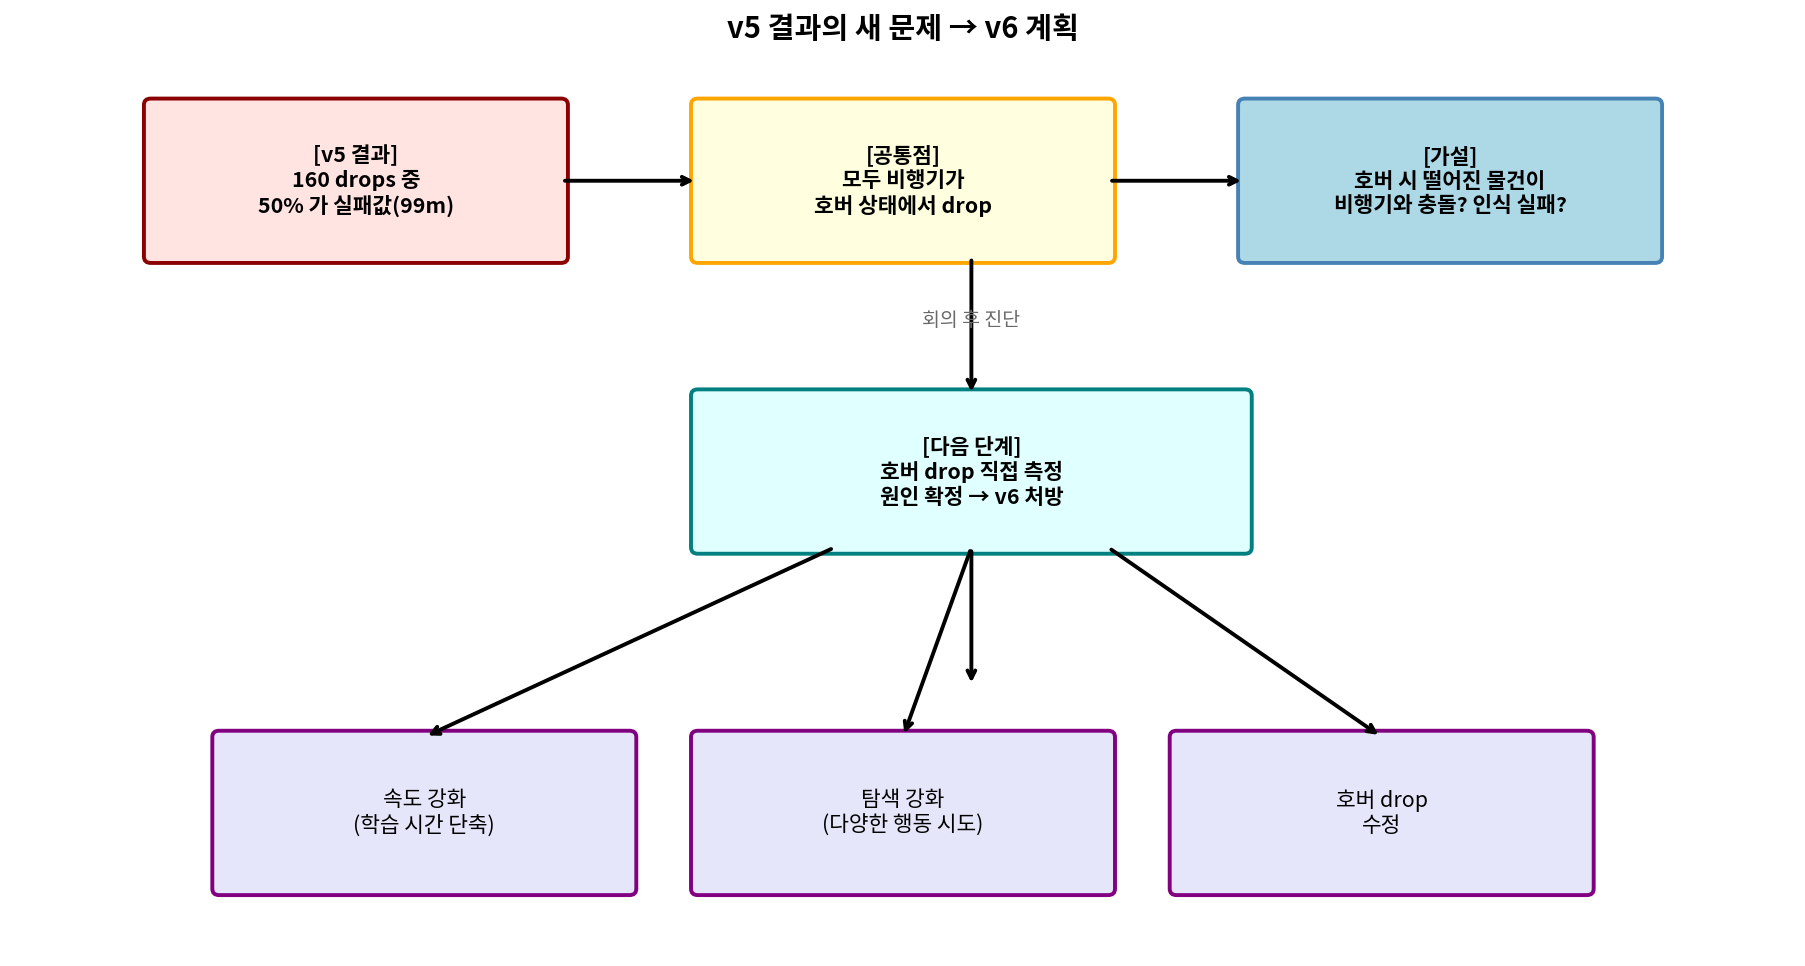 v5 결과의 새 문제 → v6 계획
[v5 결과]
160 drops 중
50% 가 실패값(99m)
[공통점]
모두 비행기가
호버 상태에서 drop
[가설]
호버 시 떨어진 물건이
비행기와 충돌? 인식 실패?
회의 후 진단
[다음 단계]
호버 drop 직접 측정
원인 확정 → v6 처방
속도 강화
(학습 시간 단축)
탐색 강화
(다양한 행동 시도)
호버 drop
수정